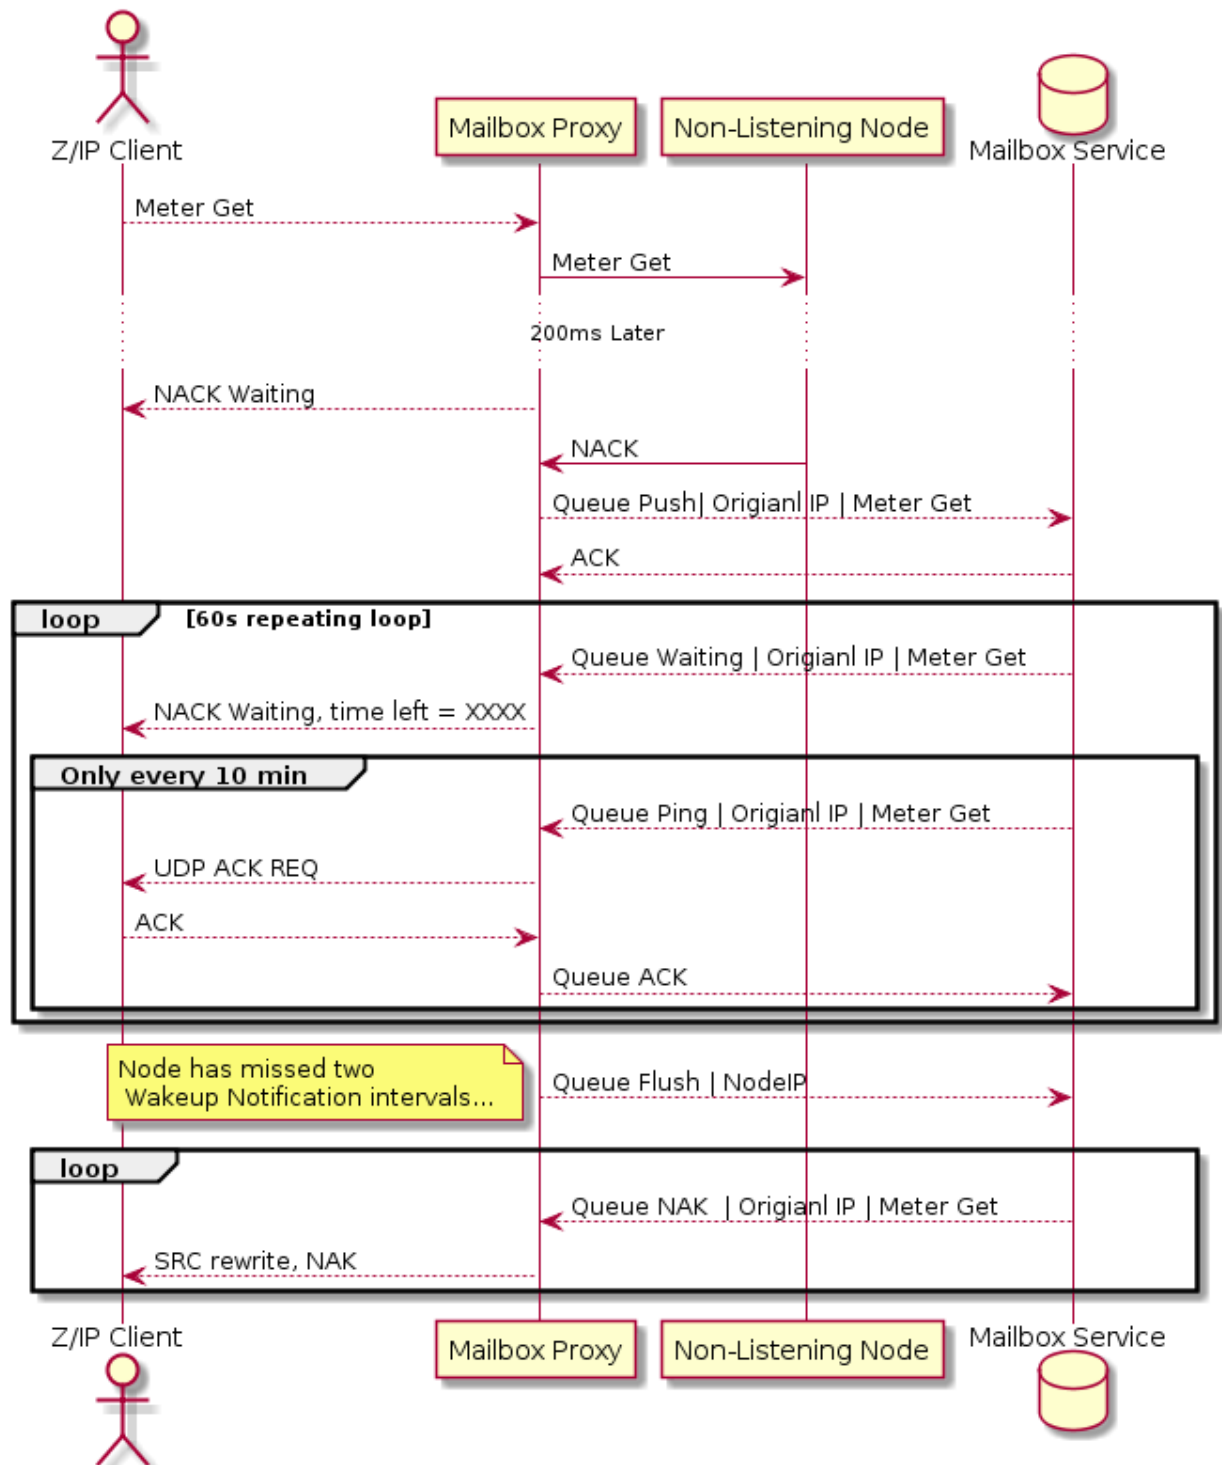 Z/IP Client
Mailbox Proxy
Non-Listening Node
Mailbox Service
Meter Get
Meter Get
200ms Later
NACK Waiting
NACK
Queue Push| Origianl IP | Meter Get
ACK
loop [60s repeating loop]
Queue Waiting | Origianl IP | Meter Get
NACK Waiting, time left = XXXX
Only every 10 min
Queue Ping | Origianl IP | Meter Get
UDP ACK REQ
ACK
Queue ACK
Node has missed two
Wakeup Notification intervals...
Queue Flush | NodeIP
loop
Queue NAK | Origianl IP | Meter Get
SRC rewrite, NAK
Z/IP Client
Mailbox Proxy
Non-Listening Node
Mailbox Service